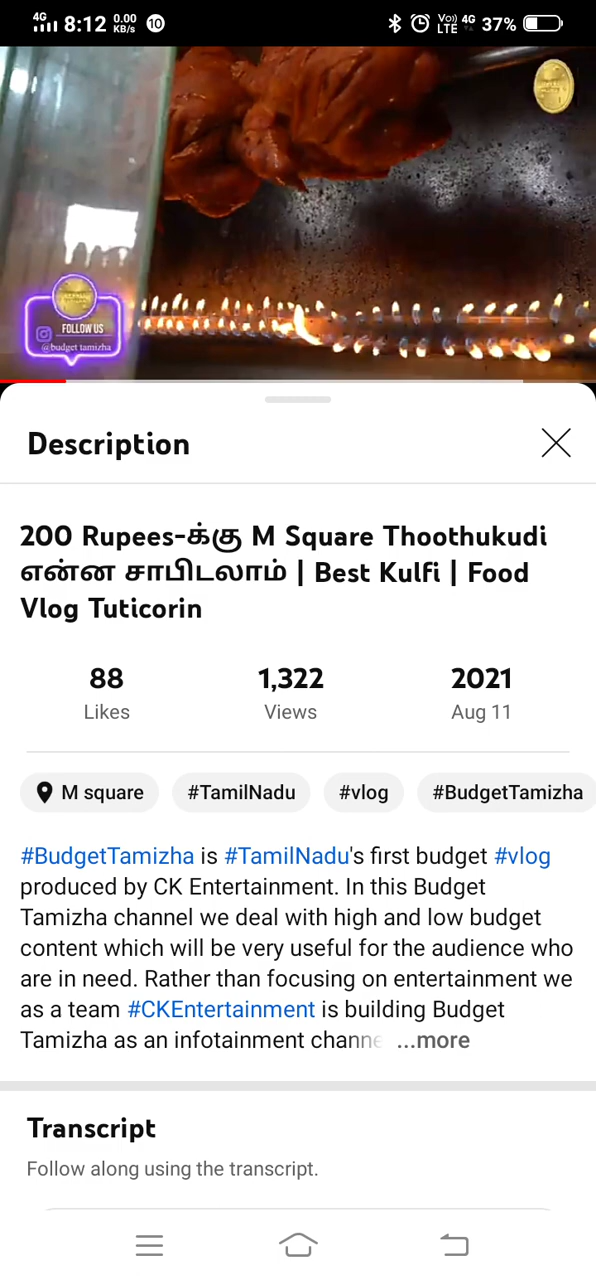 4G 8:12 0.00 KB/s 10 Vo)) LTE 4G 37%
FOLLOW US
@budget tamizha
Description
200 Rupees-க்கு M Square Thoothukudi
என்ன சாபிடலாம் | Best Kulfi | Food
Vlog Tuticorin
88 1,322 2021
Likes Views Aug 11
M square #TamilNadu #vlog #BudgetTamizha
#BudgetTamizha is #TamilNadu's first budget #vlog
produced by CK Entertainment. In this Budget
Tamizha channel we deal with high and low budget
content which will be very useful for the audience who
are in need. Rather than focusing on entertainment we
as a team #CKEntertainment is building Budget
Tamizha as an infotainment channe ...more
Transcript
Follow along using the transcript.